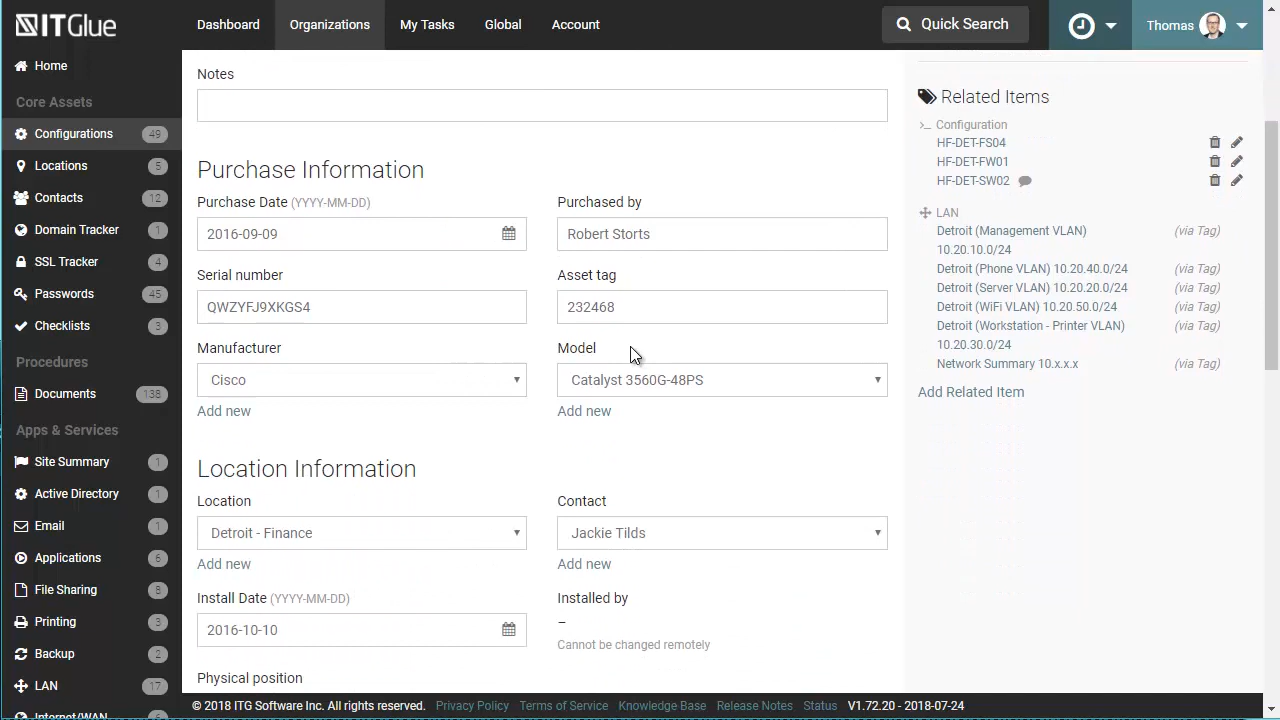 ITGlue
Dashboard
Organizations
My Tasks
Global
Account
Quick Search
Thomas
Home
Core Assets
Configurations 49
Locations 5
Contacts 12
Domain Tracker 1
SSL Tracker 4
Passwords 45
Checklists 3
Procedures
Documents 138
Apps & Services
Site Summary 1
Active Directory 1
Email 1
Applications 6
File Sharing 8
Printing 3
Backup 2
LAN 17
Internet/WAN
Notes
Purchase Information
Purchase Date (YYYY-MM-DD)
2016-09-09
Purchased by
Robert Storts
Serial number
QWZYFJ9XKGS4
Asset tag
232468
Manufacturer
Cisco
Add new
Model
Catalyst 3560G-48PS
Add new
Location Information
Location
Detroit - Finance
Add new
Contact
Jackie Tilds
Add new
Install Date (YYYY-MM-DD)
2016-10-10
Installed by
–
Cannot be changed remotely
Physical position
Related Items
Configuration
HF-DET-FS04
HF-DET-FW01
HF-DET-SW02
LAN
Detroit (Management VLAN) (via Tag)
10.20.10.0/24
Detroit (Phone VLAN) 10.20.40.0/24 (via Tag)
Detroit (Server VLAN) 10.20.20.0/24 (via Tag)
Detroit (WiFi VLAN) 10.20.50.0/24 (via Tag)
Detroit (Workstation - Printer VLAN) (via Tag)
10.20.30.0/24
Network Summary 10.x.x.x (via Tag)
Add Related Item
© 2018 ITG Software Inc. All rights reserved. Privacy Policy Terms of Service Knowledge Base Release Notes Status V1.72.20 - 2018-07-24